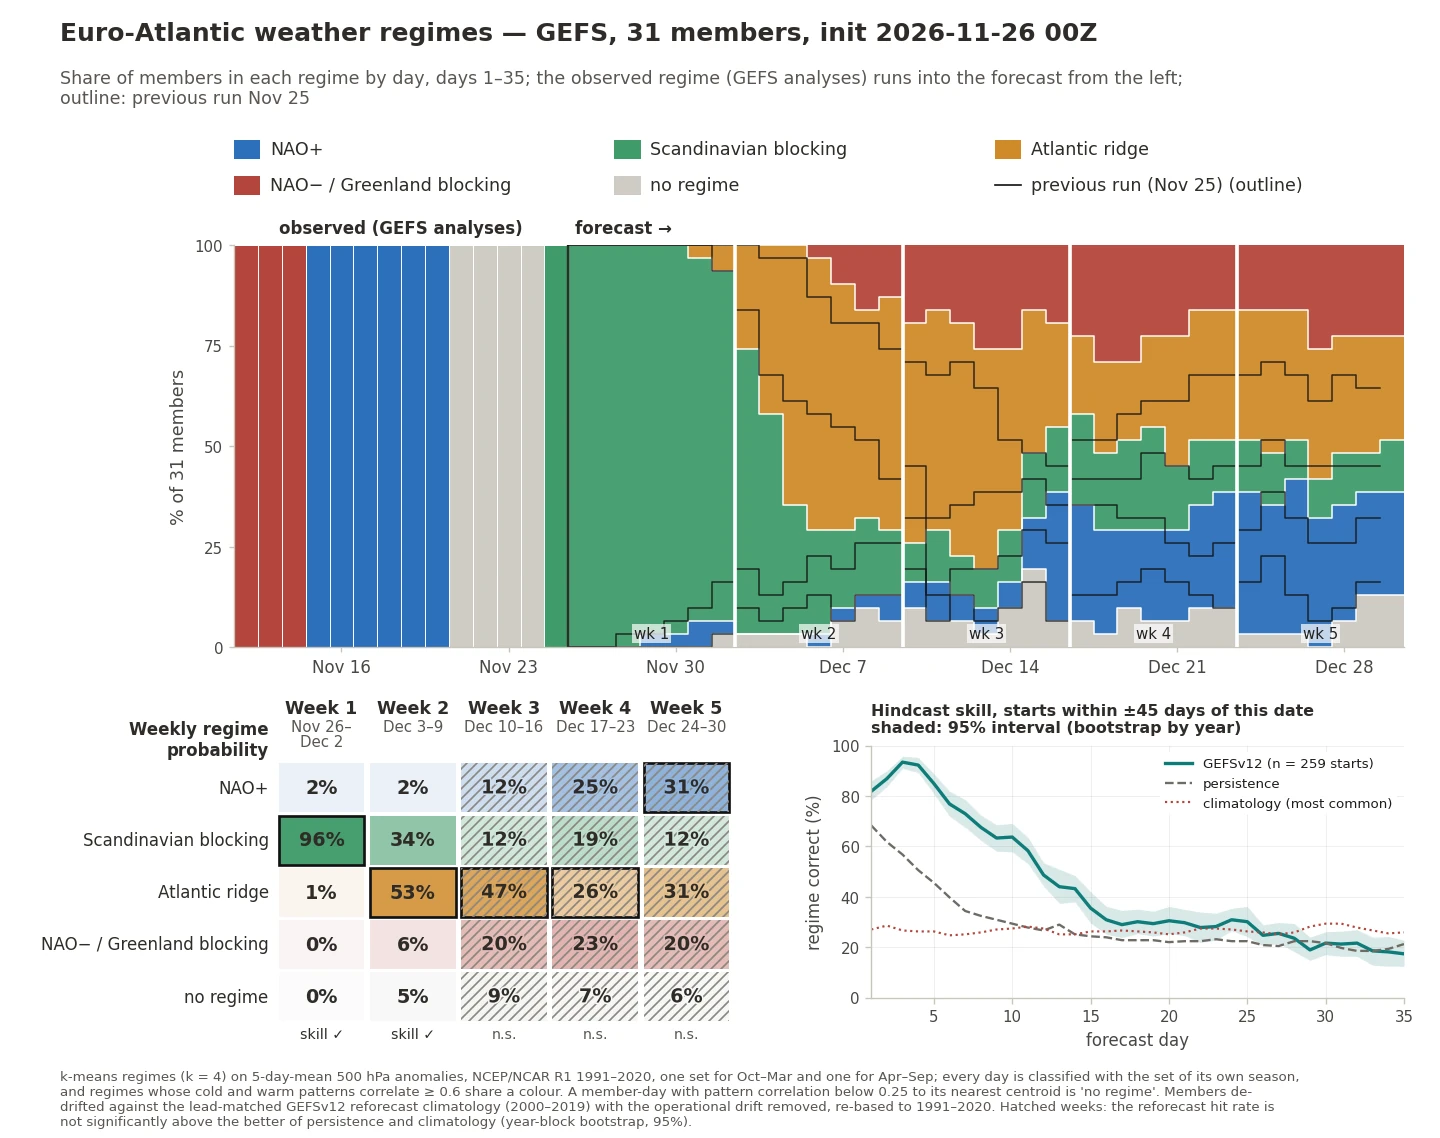 Euro-Atlantic weather regimes — GEFS, 31 members, init 2026-11-26 00Z
Share of members in each regime by day, days 1–35; the observed regime (GEFS analyses) runs into the forecast from the left;
outline: previous run Nov 25
NAO+
Scandinavian blocking
Atlantic ridge
NAO− / Greenland blocking
no regime
previous run (Nov 25) (outline)
observed (GEFS analyses)
forecast →
% of 31 members
100
75
50
25
0
wk 1
wk 2
wk 3
wk 4
wk 5
Nov 16
Nov 23
Nov 30
Dec 7
Dec 14
Dec 21
Dec 28
Weekly regime
probability
Week 1
Nov 26–
Dec 2
Week 2
Dec 3–9
Week 3
Dec 10–16
Week 4
Dec 17–23
Week 5
Dec 24–30
NAO+ 2% 2% 12% 25% 31%
Scandinavian blocking 96% 34% 12% 19% 12%
Atlantic ridge 1% 53% 47% 26% 31%
NAO− / Greenland blocking 0% 6% 20% 23% 20%
no regime 0% 5% 9% 7% 6%
skill ✓ skill ✓ n.s. n.s. n.s.
Hindcast skill, starts within ±45 days of this date
shaded: 95% interval (bootstrap by year)
GEFSv12 (n = 259 starts)
persistence
climatology (most common)
regime correct (%)
100
80
60
40
20
0
5
10
15
20
25
30
35
forecast day
k-means regimes (k = 4) on 5-day-mean 500 hPa anomalies, NCEP/NCAR R1 1991–2020, one set for Oct–Mar and one for Apr–Sep; every day is classified with the set of its own season,
and regimes whose cold and warm patterns correlate ≥ 0.6 share a colour. A member-day with pattern correlation below 0.25 to its nearest centroid is 'no regime'. Members de-
drifted against the lead-matched GEFSv12 reforecast climatology (2000–2019) with the operational drift removed, re-based to 1991–2020. Hatched weeks: the reforecast hit rate is
not significantly above the better of persistence and climatology (year-block bootstrap, 95%).